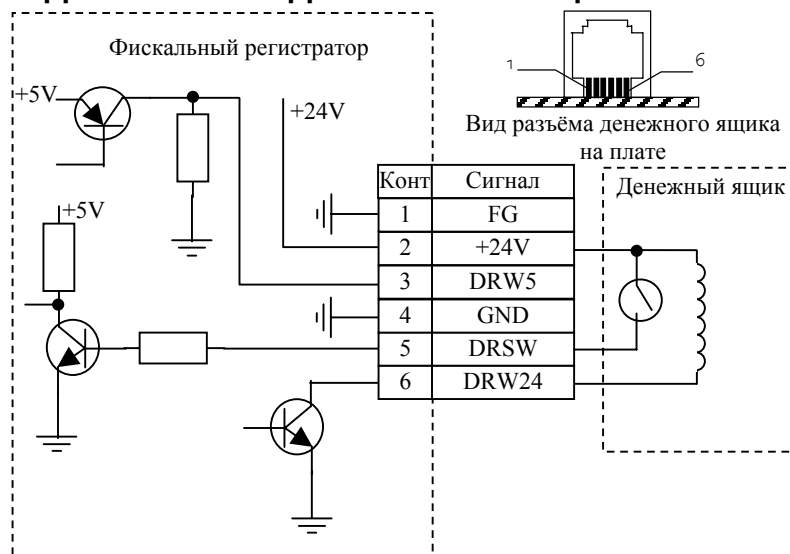 Фискальный регистратор
1
6
+5V
+24V
Вид разъёма денежного ящика
на плате
Конт Сигнал
Денежный ящик
1 FG
+5V
2 +24V
3 DRW5
4 GND
5 DRSW
6 DRW24